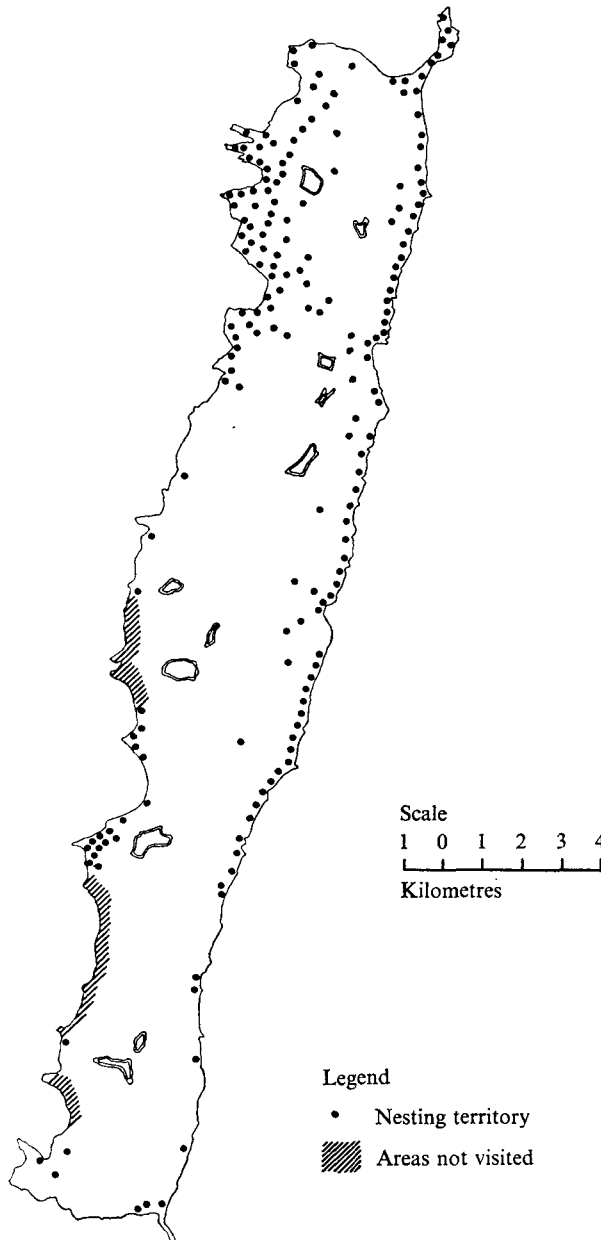 Scale
1 0 1 2 3 4
Kilometres
Legend
Nesting territory
Areas not visited